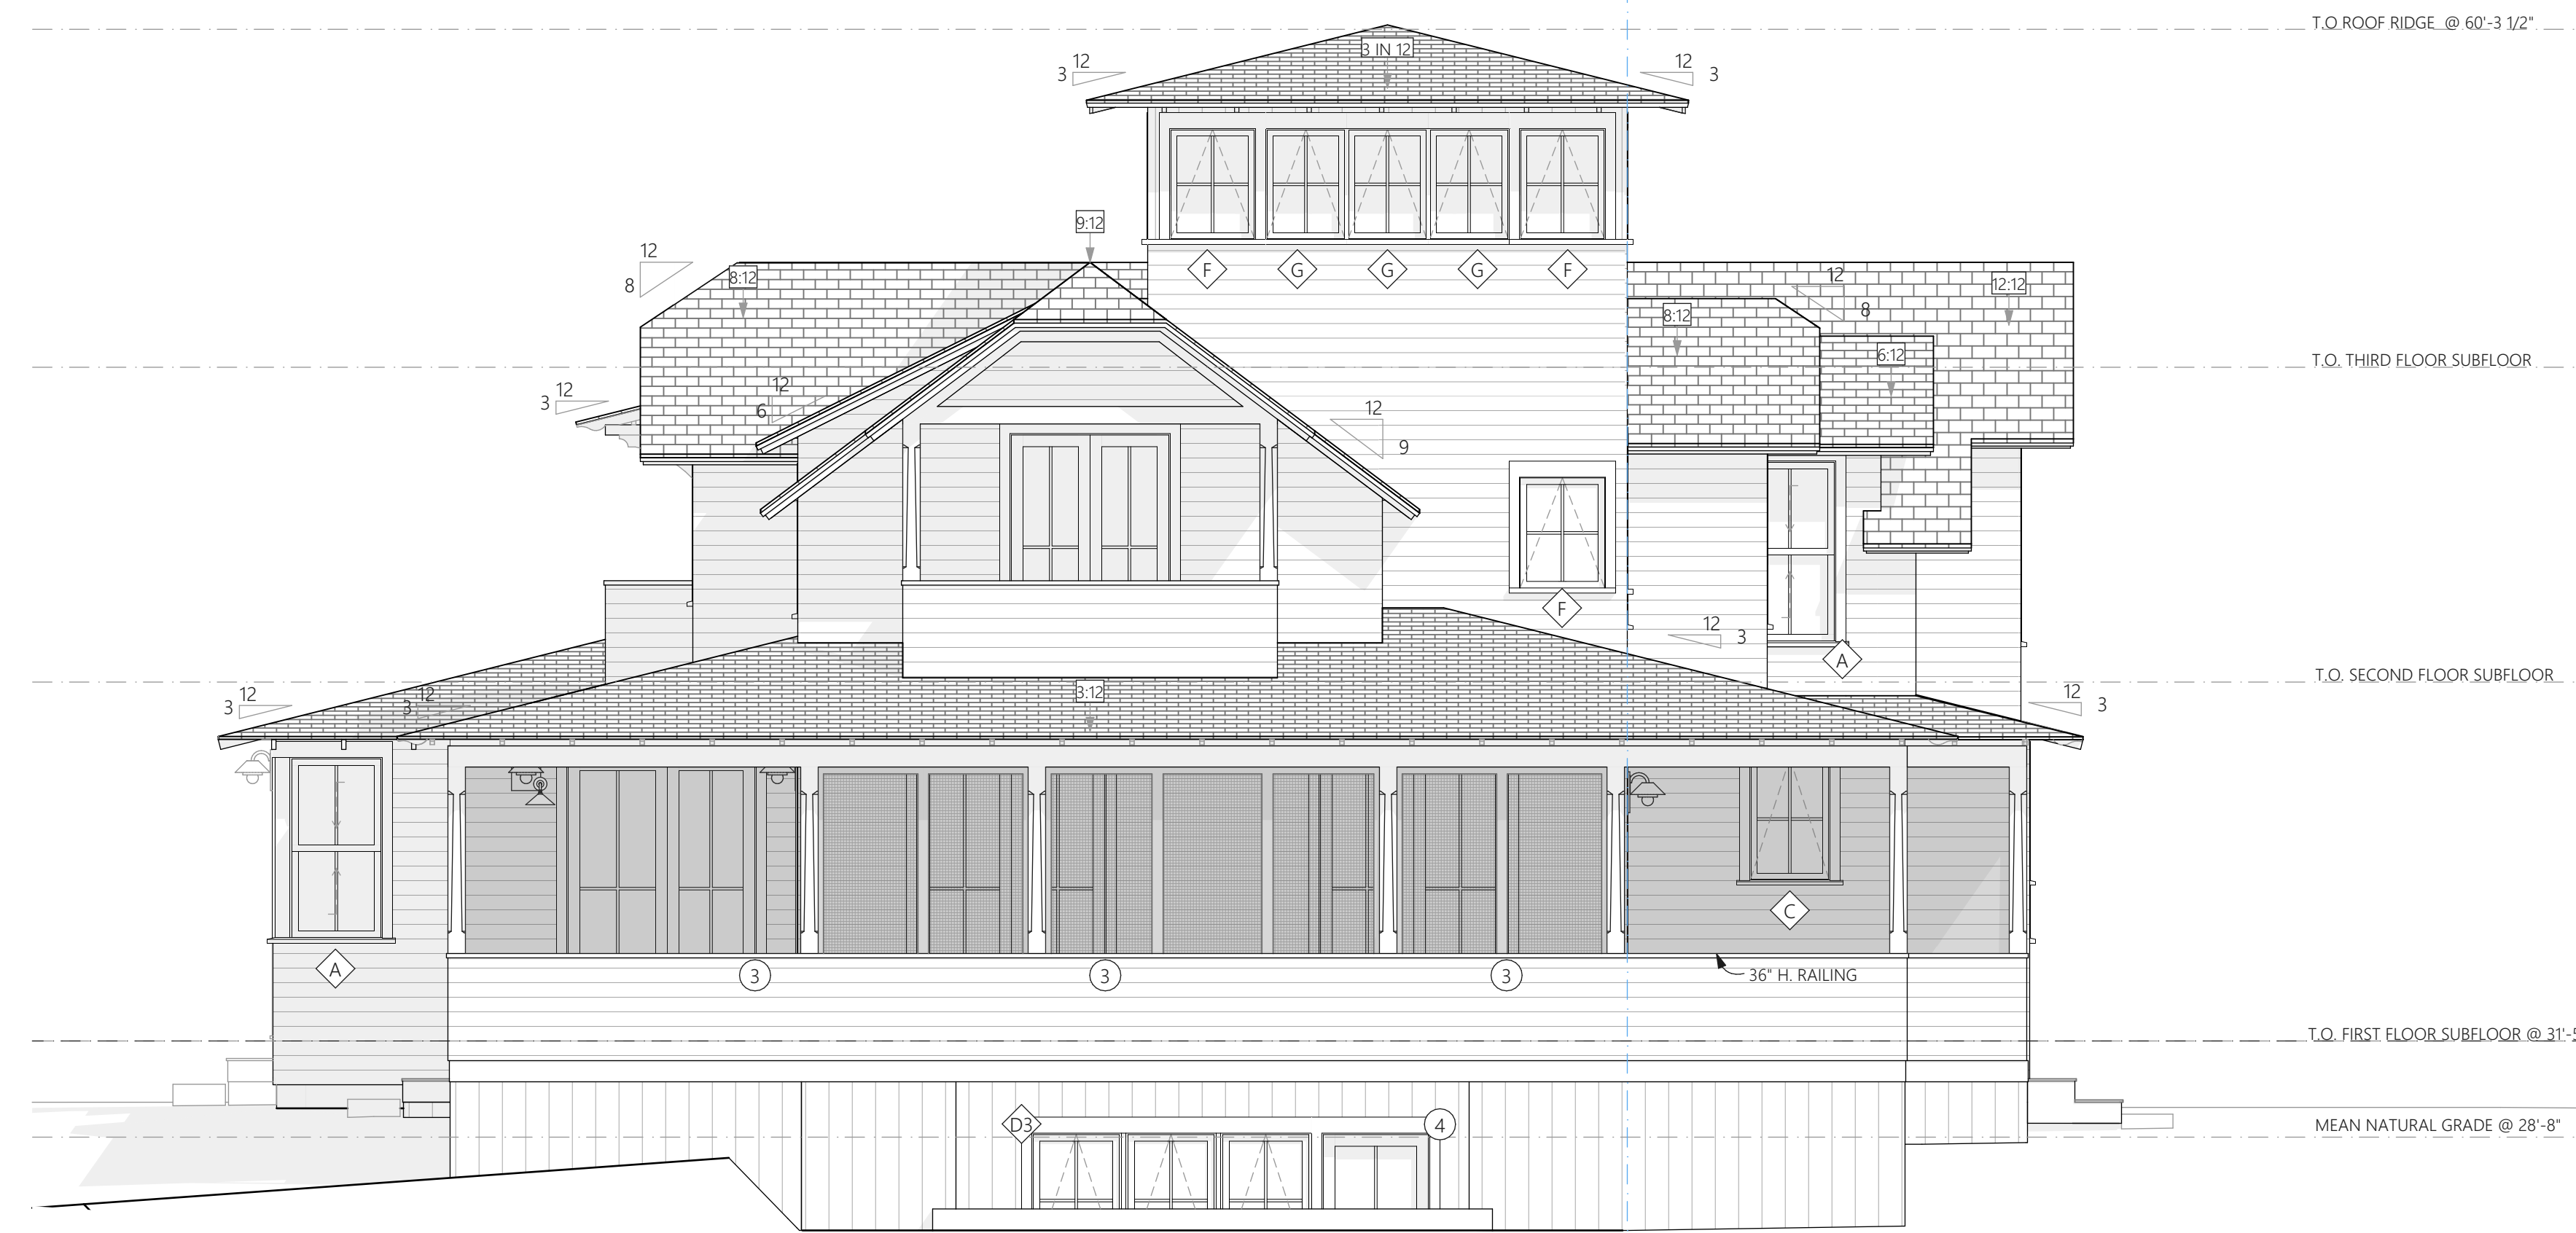 T.O ROOF RIDGE @ 60'-3 1/2"
3 IN 12
12
3
12
3
9:12
12
8
8:12
F
G
G
G
F
12
8
12:12
8:12
6:12
T.O. THIRD FLOOR SUBFLOOR
12
3
12
6
12
9
F
12
3
A
T.O. SECOND FLOOR SUBFLOOR
12
3
12
3
3:12
12
3
C
A
3
3
3
36" H. RAILING
T.O. FIRST FLOOR SUBFLOOR @ 31'-5
D3
4
MEAN NATURAL GRADE @ 28'-8"